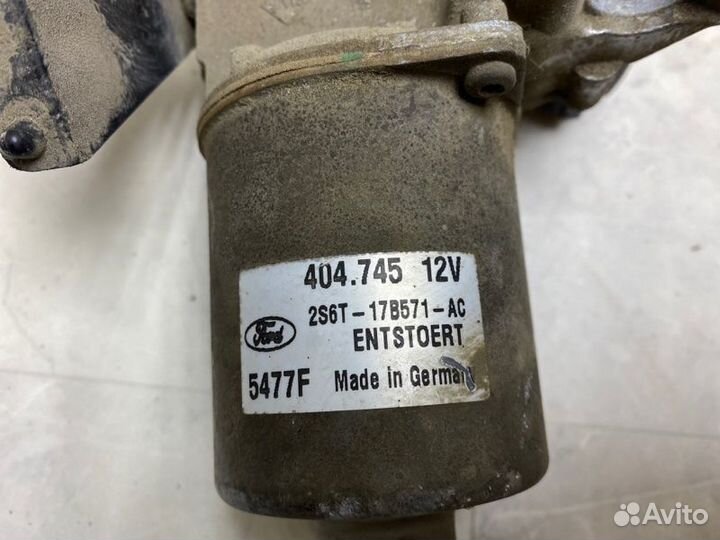 404.745 12V
2S6T-17B571-AC
Ford
ENTSTOERT
5477F Made in Germany
Avito